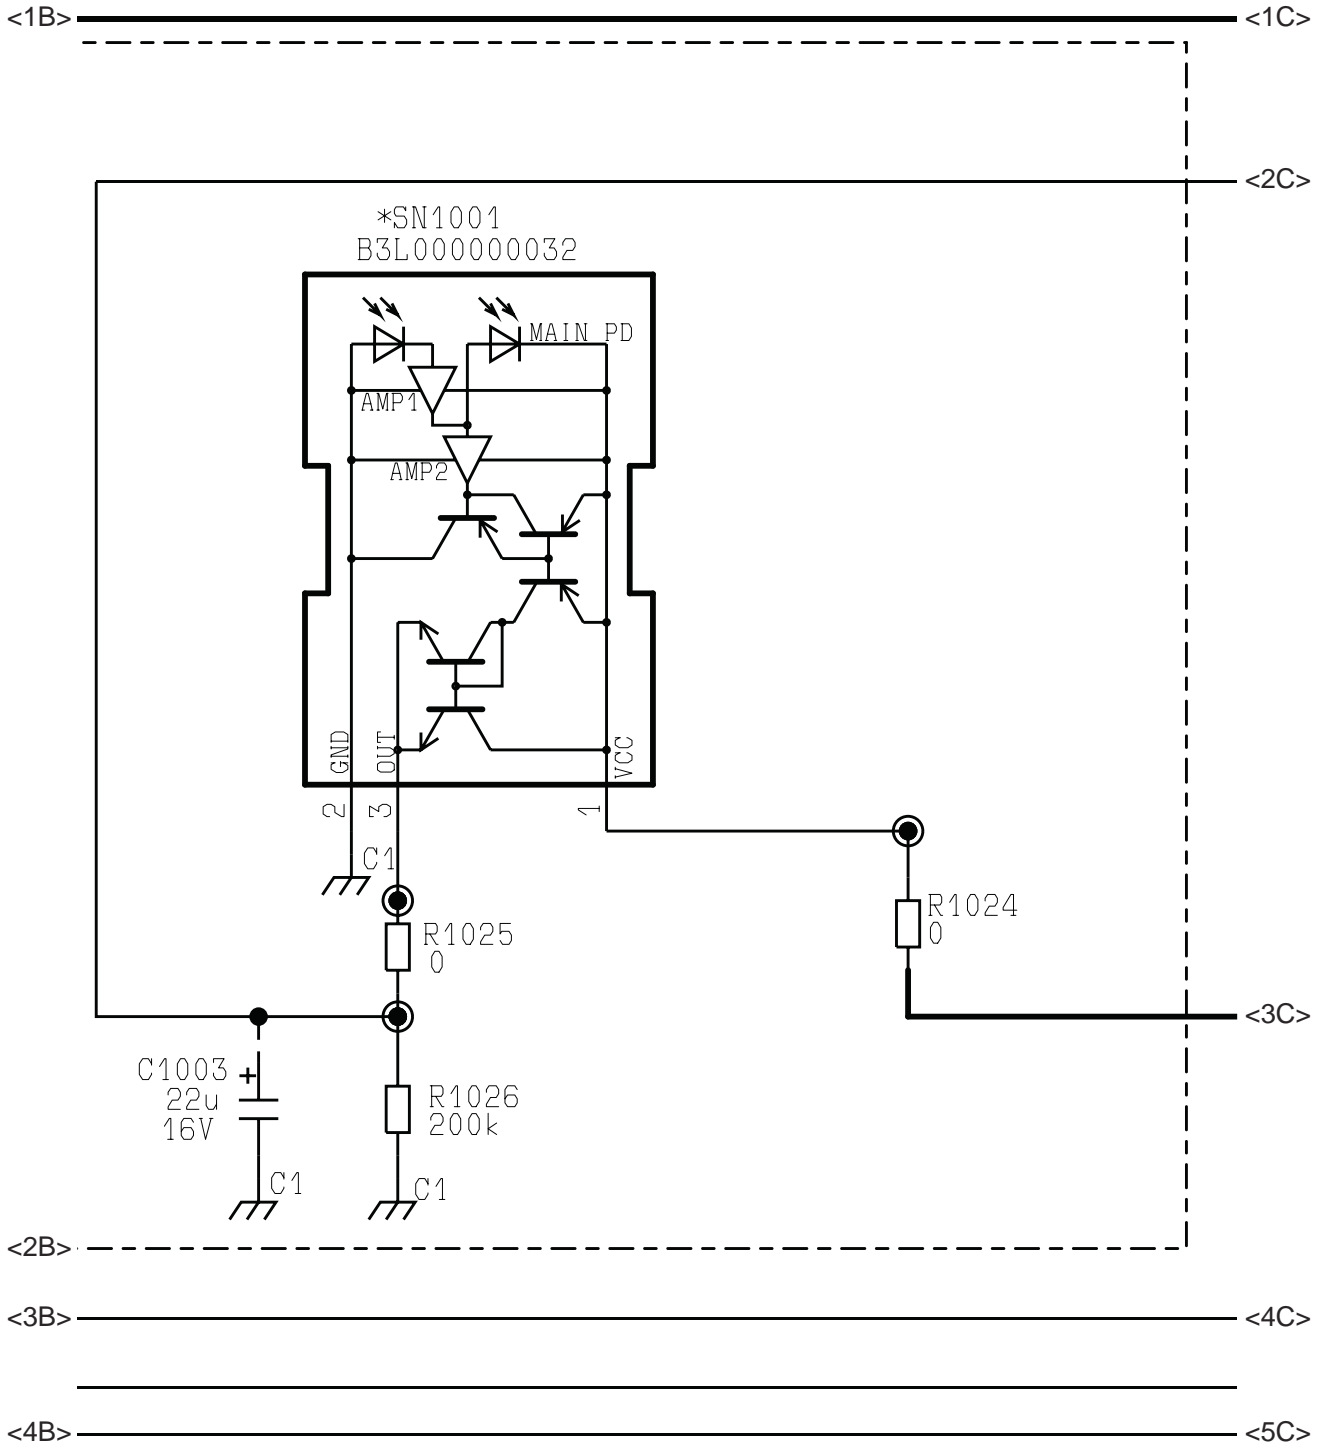 <1B> <1C>
<2C>
*SN1001
B3L000000032
MAIN PD
AMP1
AMP2
GND OUT VCC
2 3 1
C1
R1024
0
R1025
0
<3C>
C1003
+
22u
16V
R1026
200k
C1 C1
<2B>
<3B> <4C>
<4B> <5C>